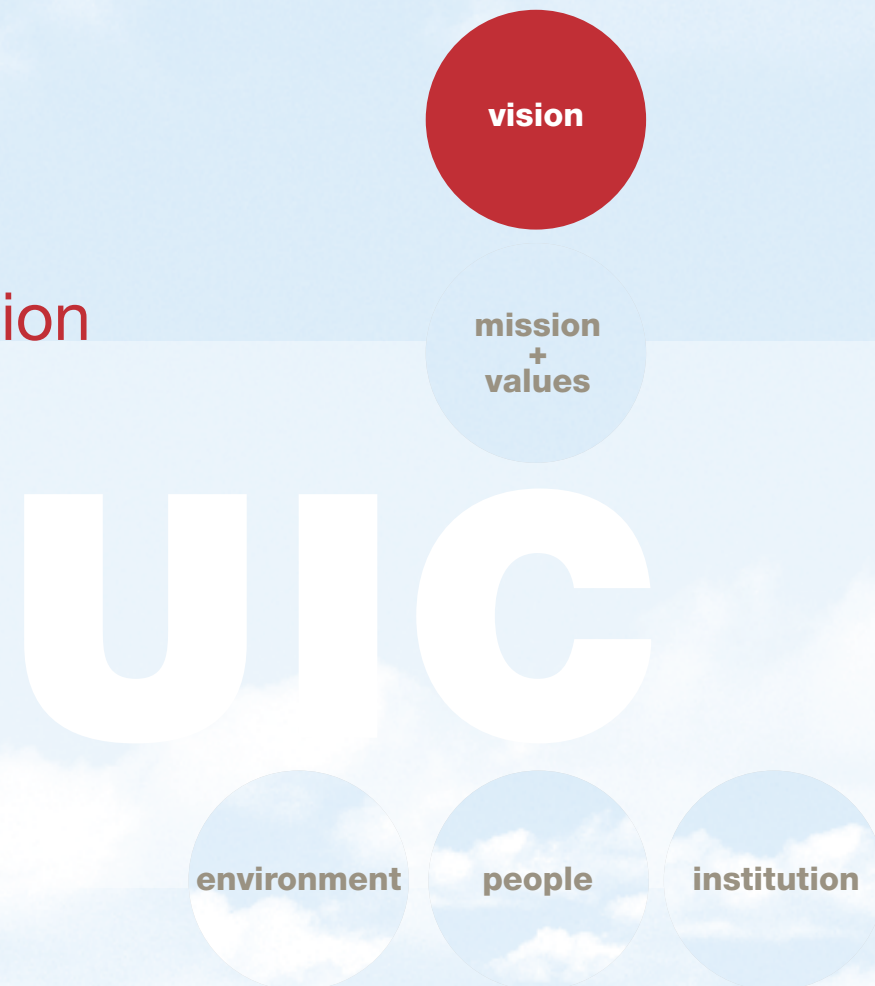 vision
ion
mission
+
values
uic
environment
people
institution